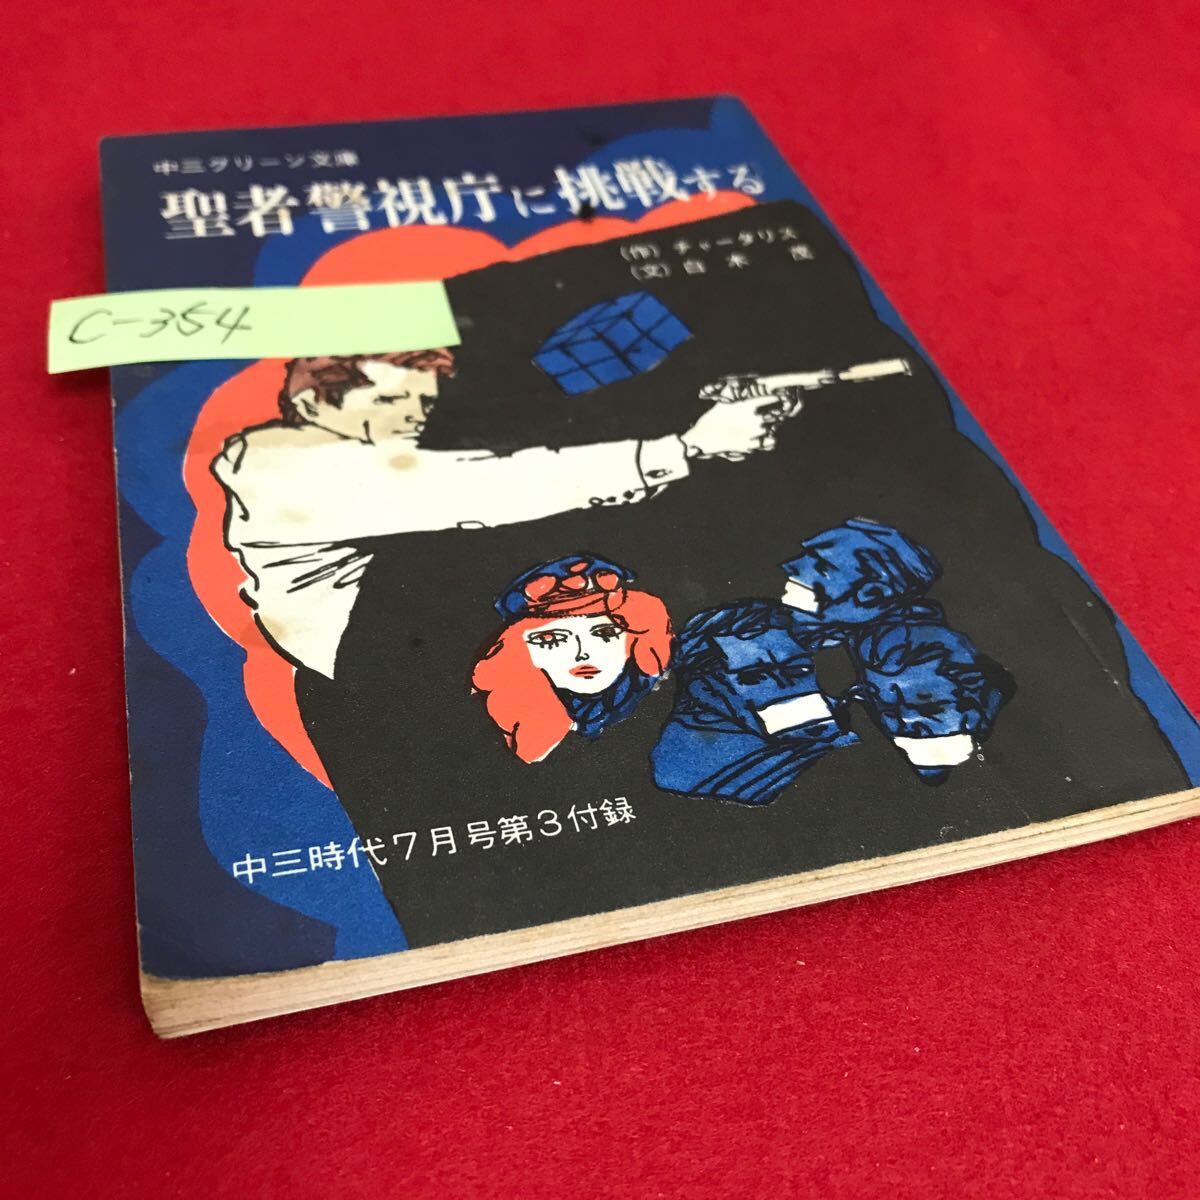 中三グリーン文庫
聖者警視庁に挑戦する
(作) チャータリス
(文) 白木 茂
C-354
中三時代7月号第3付録